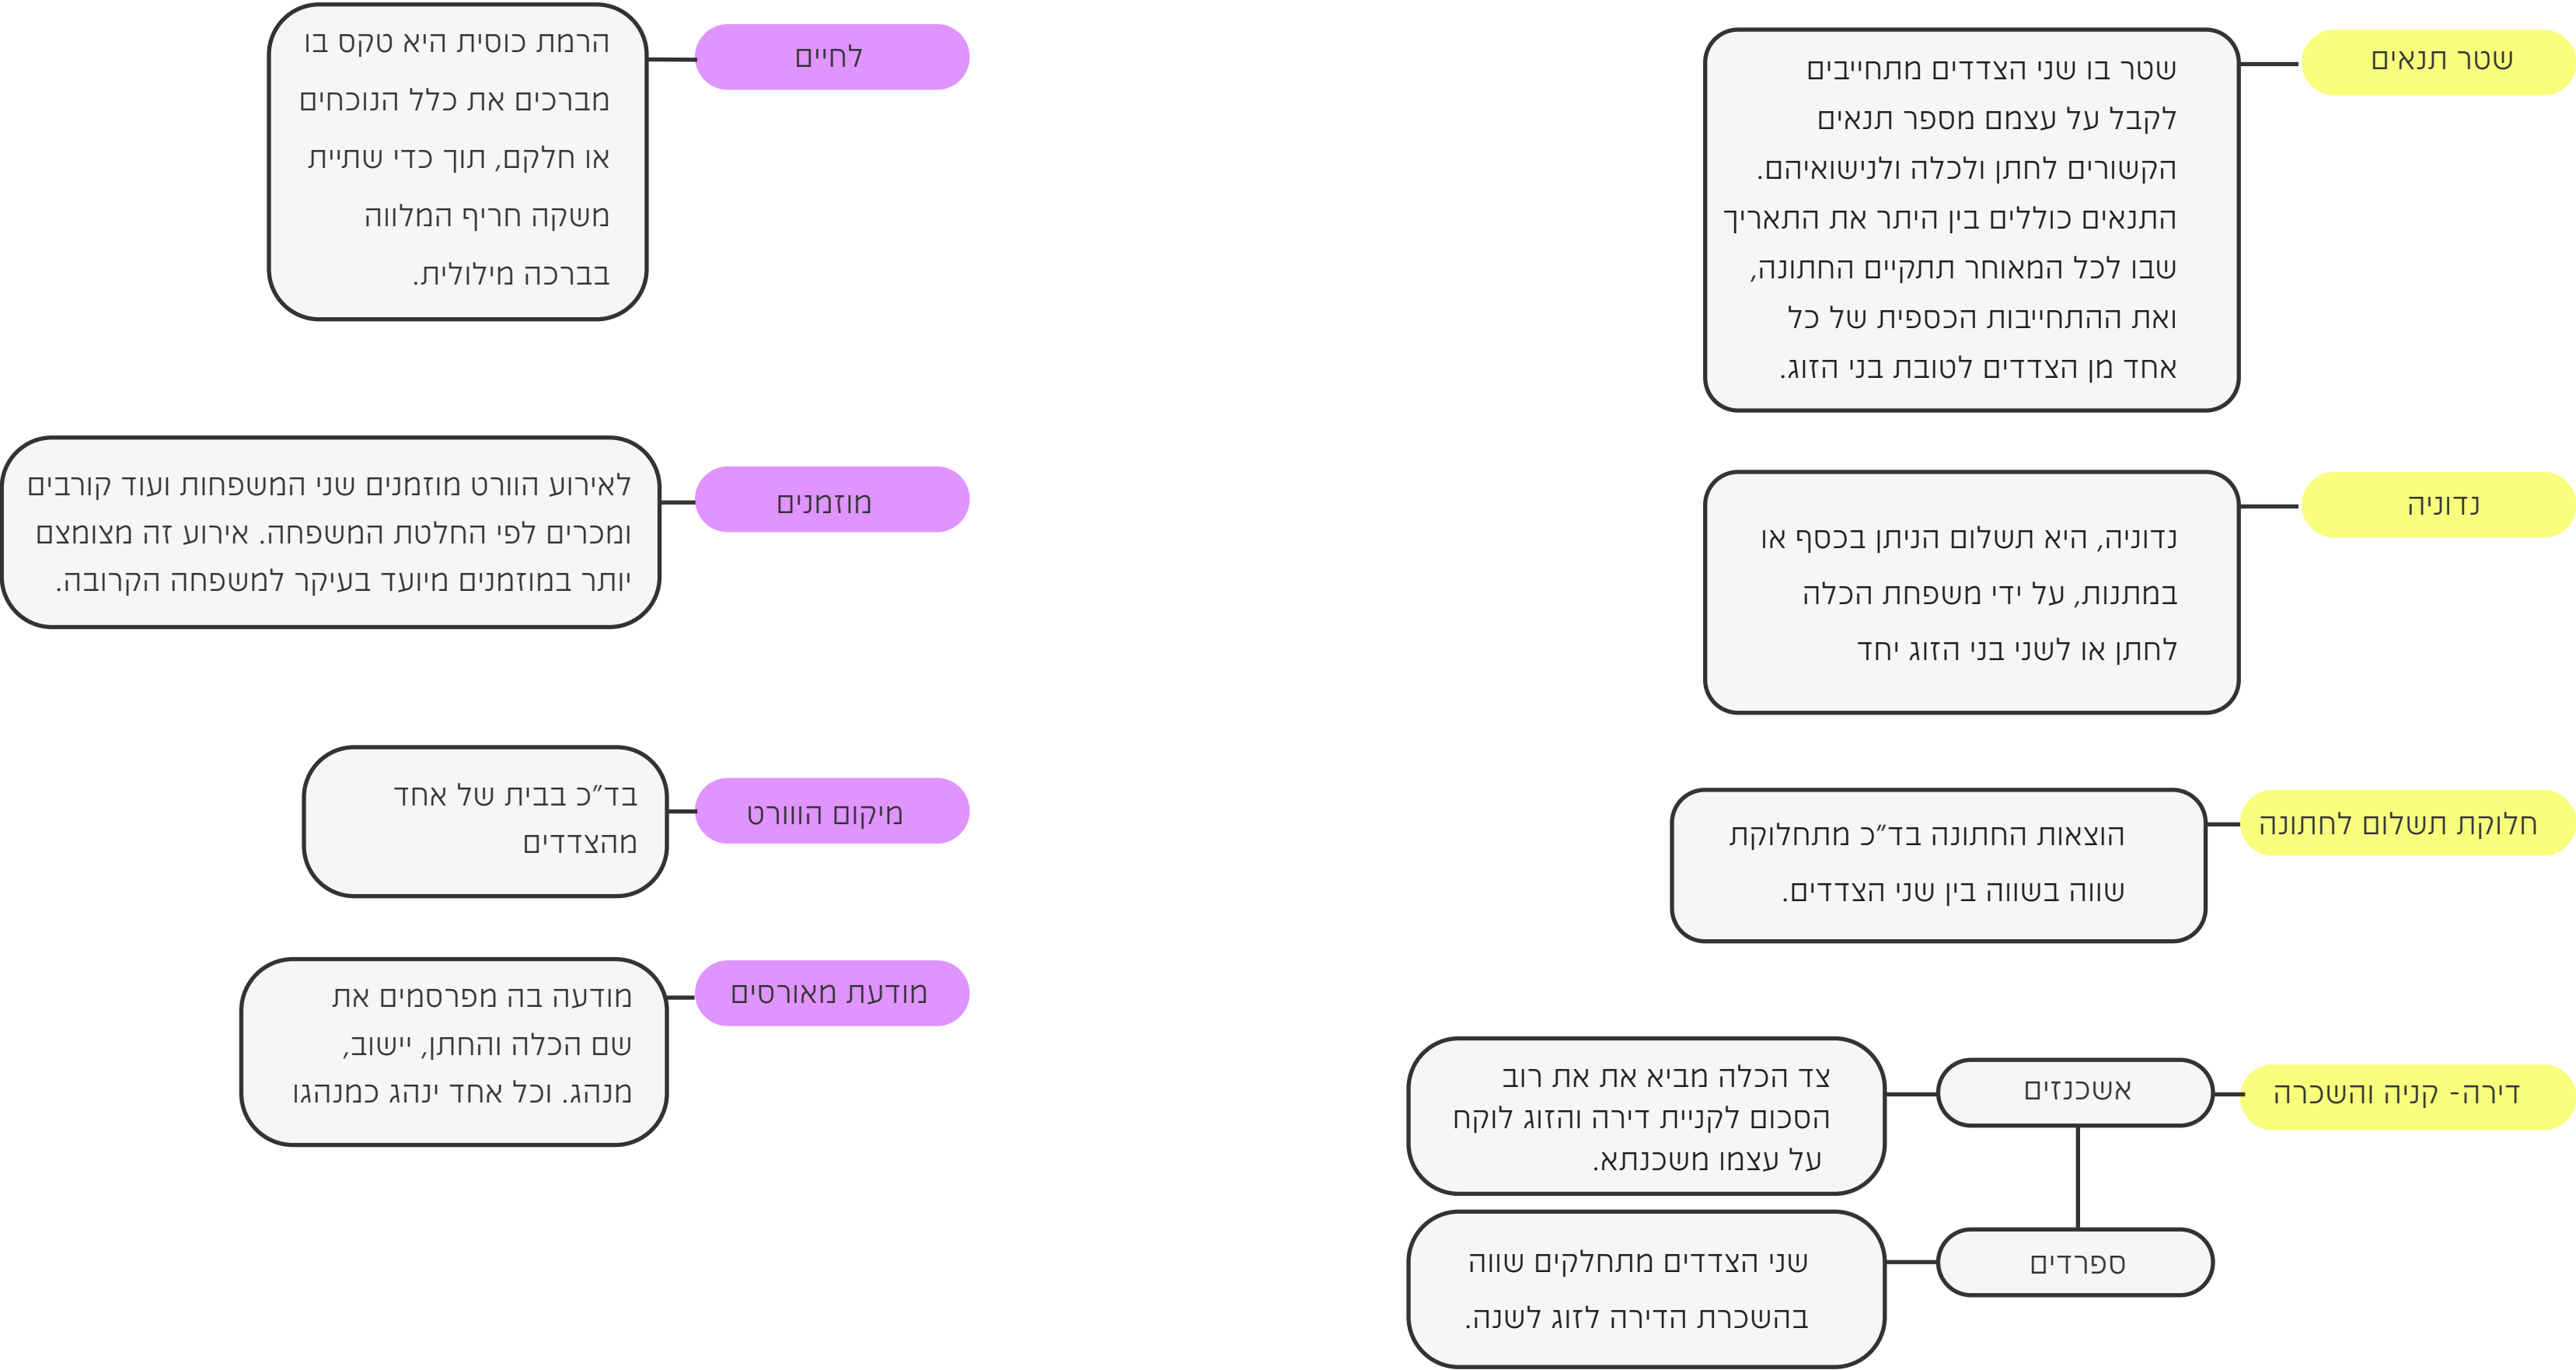 שטר תנאים
שטר בו שני הצדדים מתחייבים
לקבל על עצמם מספר תנאים
הקשורים לחתן ולכלה ולנישואיהם.
התנאים כוללים בין היתר את התאריך
שבו לכל המאוחר תתקיים החתונה,
ואת ההתחייבות הכספית של כל
אחד מן הצדדים לטובת בני הזוג.
נדוניה
נדוניה, היא תשלום הניתן בכסף או
במתנות, על ידי משפחת הכלה
לחתן או לשני בני הזוג יחד
חלוקת תשלום לחתונה
הוצאות החתונה בד״כ מתחלוקת
שווה בשווה בין שני הצדדים.
דירה- קניה והשכרה
אשכנזים
צד הכלה מביא את את רוב
הסכום לקניית דירה והזוג לוקח
על עצמו משכנתא.
ספרדים
שני הצדדים מתחלקים שווה
בהשכרת הדירה לזוג לשנה.
לחיים
הרמת כוסית היא טקס בו
מברכים את כלל הנוכחים
או חלקם, תוך כדי שתיית
משקה חריף המלווה
בברכה מילולית.
מוזמנים
לאירוע הוורט מוזמנים שני המשפחות ועוד קורבים
ומכרים לפי החלטת המשפחה. אירוע זה מצומצם
יותר במוזמנים מיועד בעיקר למשפחה הקרובה.
מיקום הווורט
בד״כ בבית של אחד
מהצדדים
מודעת מאורסים
מודעה בה מפרסמים את
שם הכלה והחתן, יישוב,
מנהג. וכל אחד ינהג כמנהגו